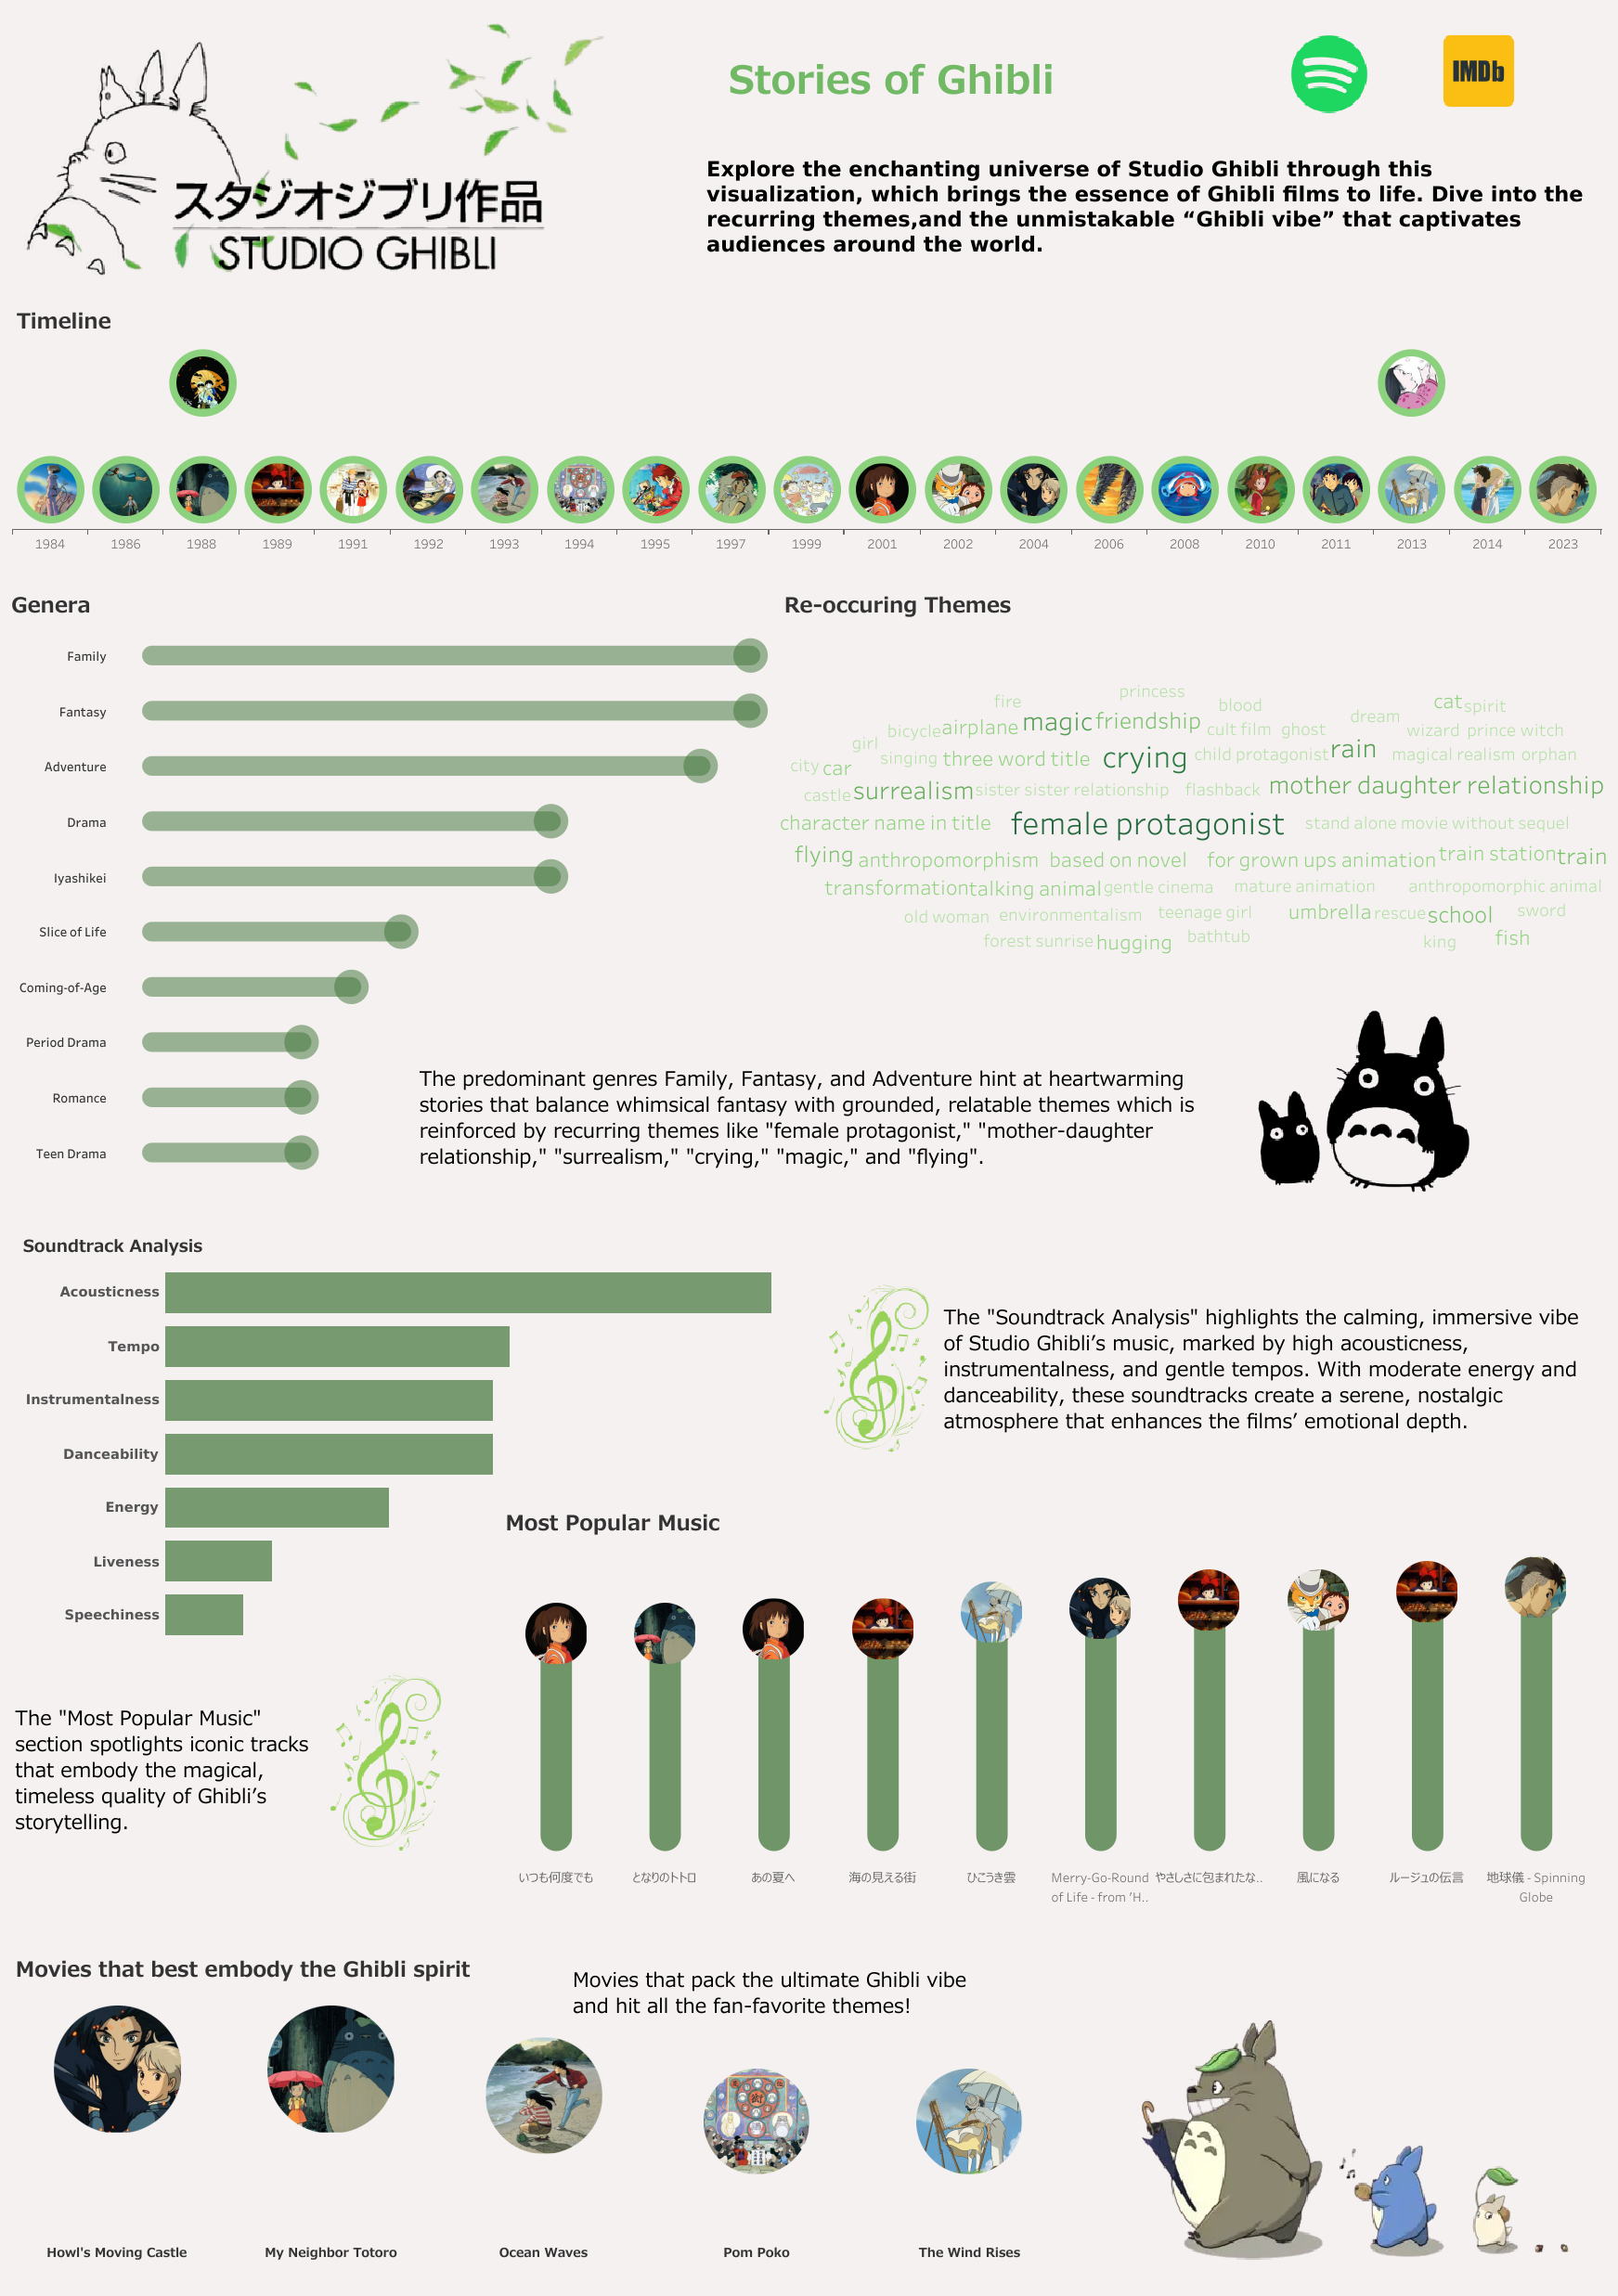 スタジオジブリ作品
STUDIO GHIBLI
Stories of Ghibli
IMDb
Explore the enchanting universe of Studio Ghibli through this
visualization, which brings the essence of Ghibli films to life. Dive into the
recurring themes,and the unmistakable “Ghibli vibe” that captivates
audiences around the world.
Timeline
1984 1986 1988 1989 1991 1992 1993 1994 1995 1997 1999 2001 2002 2004 2006 2008 2010 2011 2013 2014 2023
Genera
Family
Fantasy
Adventure
Drama
Iyashikei
Slice of Life
Coming-of-Age
Period Drama
Romance
Teen Drama
Re-occuring Themes
fire princess blood cat spirit
bicycle airplane magic friendship cult film ghost dream wizard prince witch
girl singing three word title crying child protagonist rain magical realism orphan
city car
castle surrealism sister sister relationship flashback mother daughter relationship
character name in title female protagonist stand alone movie without sequel
flying anthropomorphism based on novel for grown ups animation train station train
transformation talking animal gentle cinema mature animation anthropomorphic animal
old woman environmentalism teenage girl umbrella rescue school sword
forest sunrise hugging bathtub king fish
The predominant genres Family, Fantasy, and Adventure hint at heartwarming
stories that balance whimsical fantasy with grounded, relatable themes which is
reinforced by recurring themes like "female protagonist," "mother-daughter
relationship," "surrealism," "crying," "magic," and "flying".
Soundtrack Analysis
Acousticness
Tempo
Instrumentalness
Danceability
Energy
Liveness
Speechiness
The "Soundtrack Analysis" highlights the calming, immersive vibe
of Studio Ghibli’s music, marked by high acousticness,
instrumentalness, and gentle tempos. With moderate energy and
danceability, these soundtracks create a serene, nostalgic
atmosphere that enhances the films’ emotional depth.
Most Popular Music
The "Most Popular Music"
section spotlights iconic tracks
that embody the magical,
timeless quality of Ghibli’s
storytelling.
いつも何度でも
となりのトトロ
あの夏へ
海の見える街
ひこうき雲
Merry-Go-Round
of Life - from 'H..
やさしさに包まれたな..
風になる
ルージュの伝言
地球儀 - Spinning
Globe
Movies that best embody the Ghibli spirit
Movies that pack the ultimate Ghibli vibe
and hit all the fan-favorite themes!
Howl's Moving Castle
My Neighbor Totoro
Ocean Waves
Pom Poko
The Wind Rises